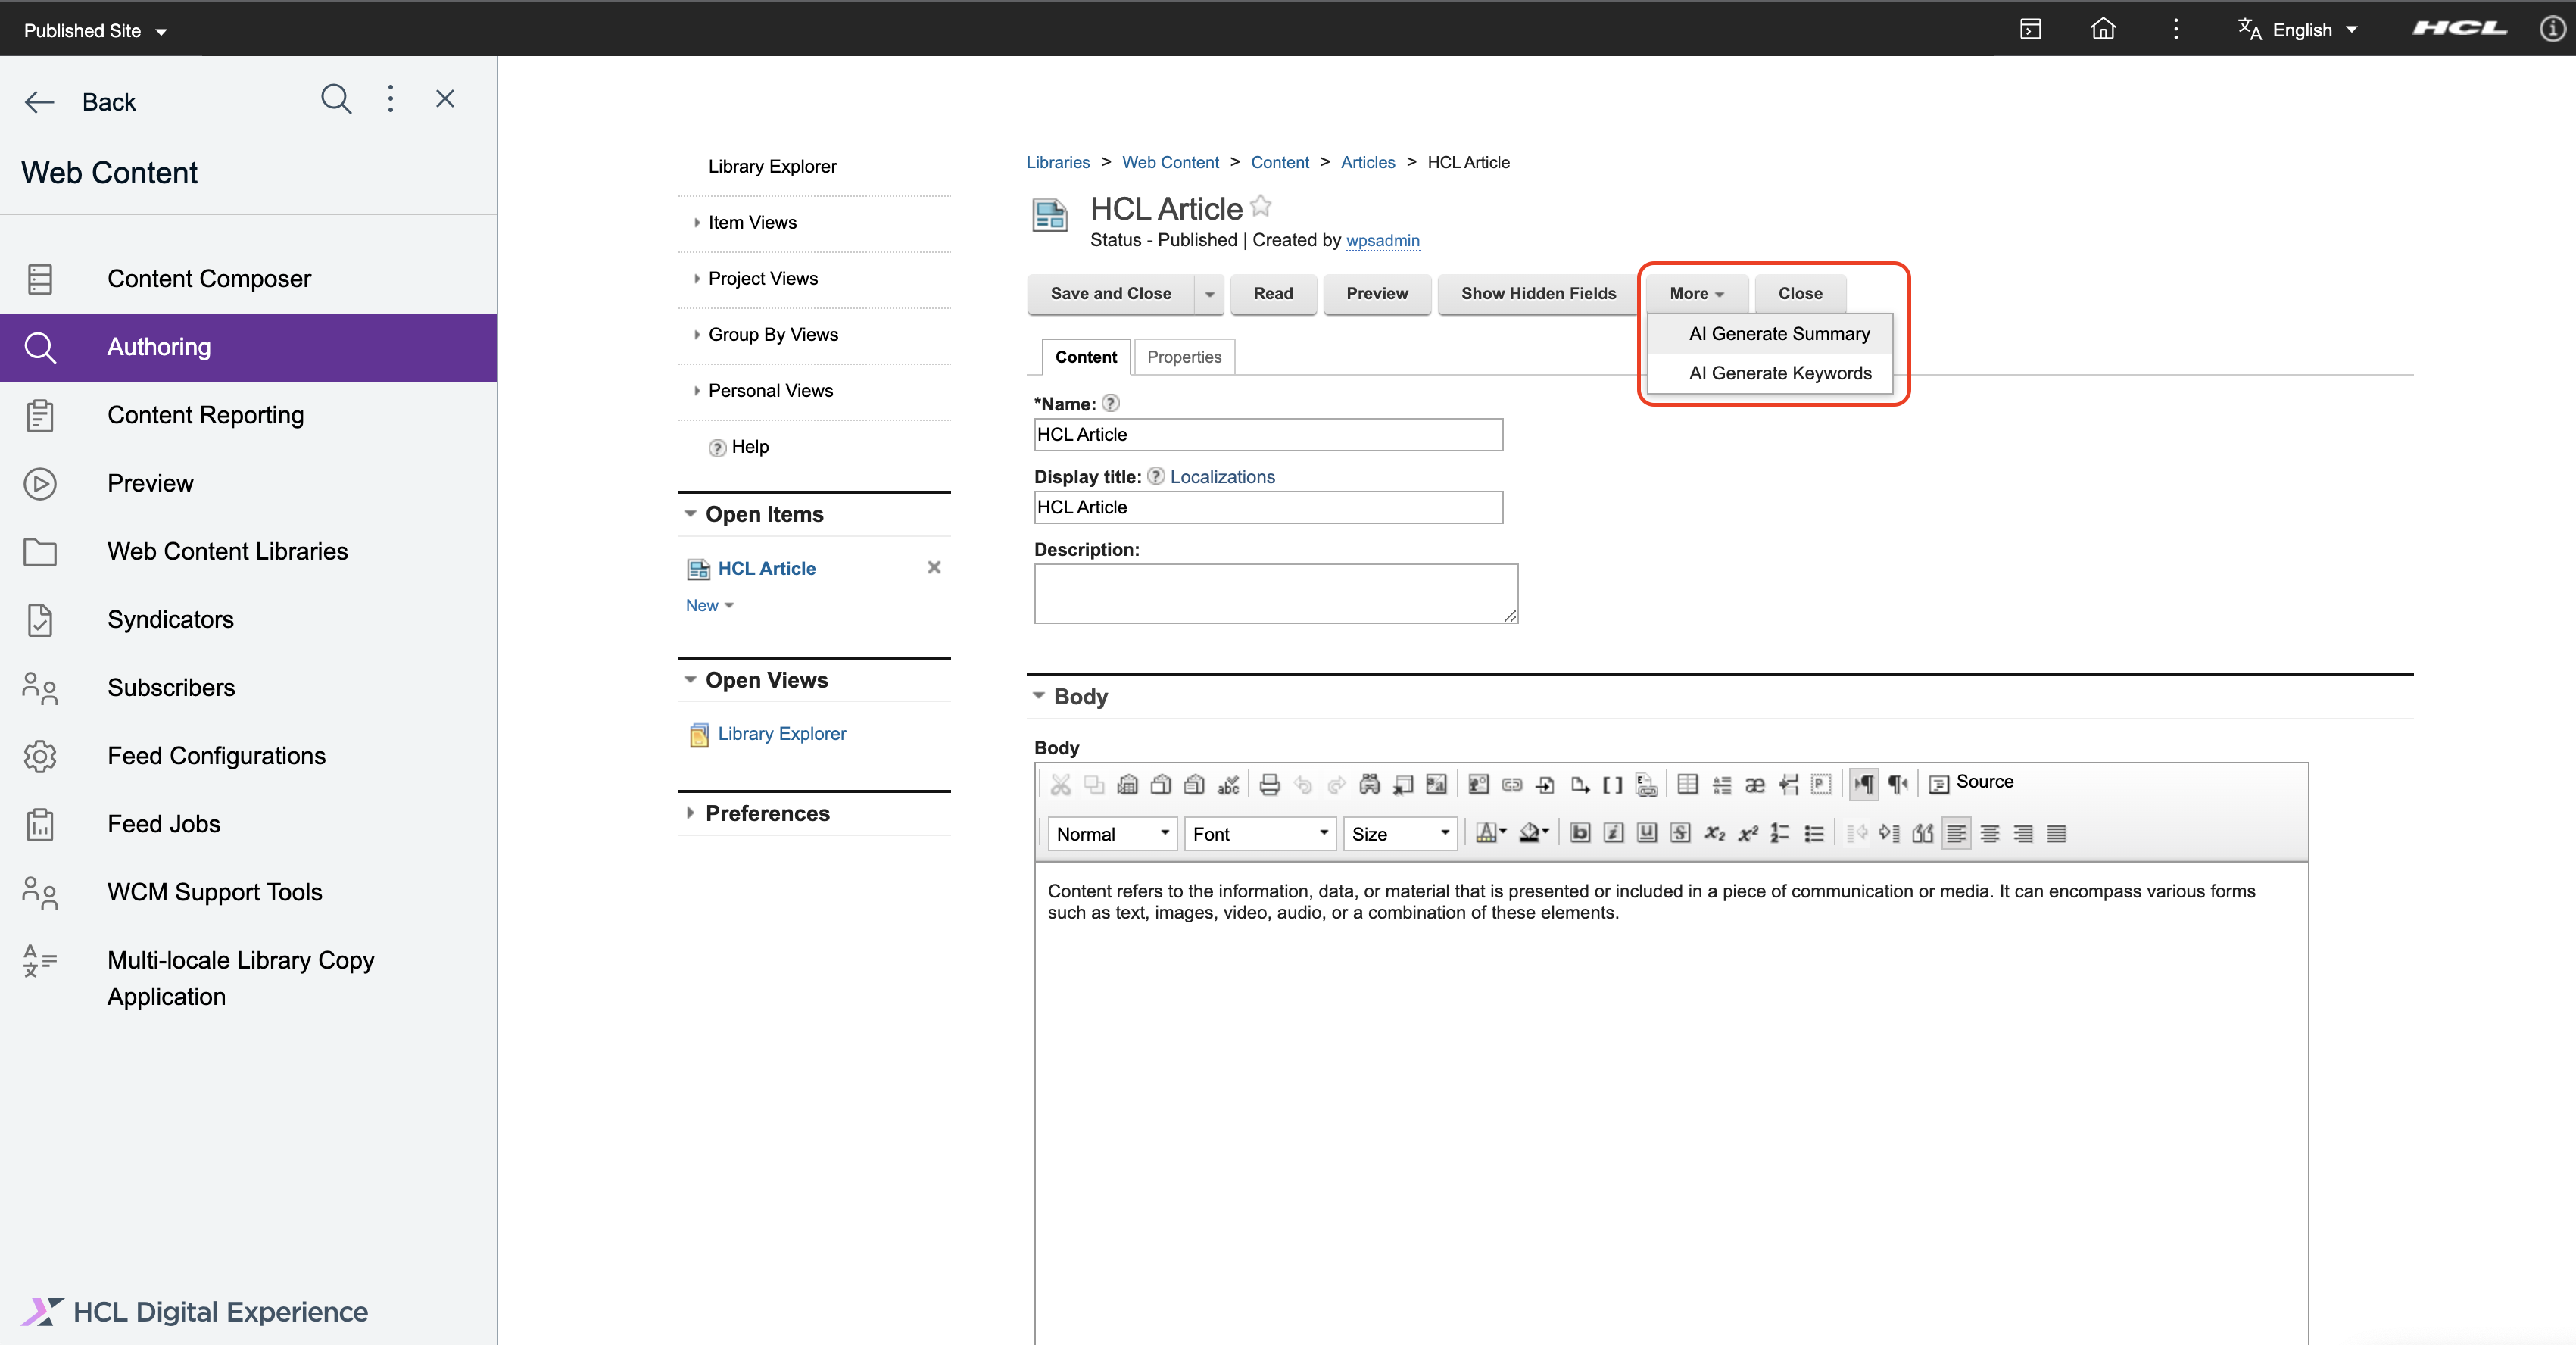 Published Site
English
HCL
Back
Web Content
Content Composer
Authoring
Content Reporting
Preview
Web Content Libraries
Syndicators
Subscribers
Feed Configurations
Feed Jobs
WCM Support Tools
Multi-locale Library Copy
Application
HCL Digital Experience
Library Explorer
Item Views
Project Views
Group By Views
Personal Views
Help
Open Items
HCL Article
New
Open Views
Library Explorer
Preferences
Libraries > Web Content > Content > Articles > HCL Article
HCL Article
Status - Published | Created by wpsadmin
Save and Close Read Preview Show Hidden Fields More Close
AI Generate Summary
AI Generate Keywords
Content Properties
*Name:
HCL Article
Display title: Localizations
HCL Article
Description:
Body
Body
Source
Normal Font Size
Content refers to the information, data, or material that is presented or included in a piece of communication or media. It can encompass various forms
such as text, images, video, audio, or a combination of these elements.